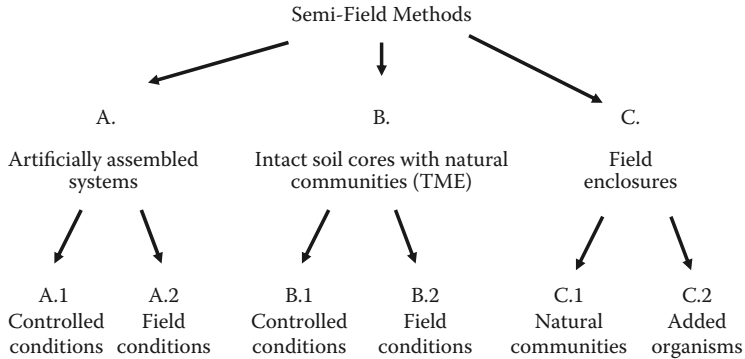 Semi-Field Methods
A.
Artificially assembled
systems
B.
Intact soil cores with natural
communities (TME)
C.
Field
enclosures
A.1
Controlled
conditions
A.2
Field
conditions
B.1
Controlled
conditions
B.2
Field
conditions
C.1
Natural
communities
C.2
Added
organisms